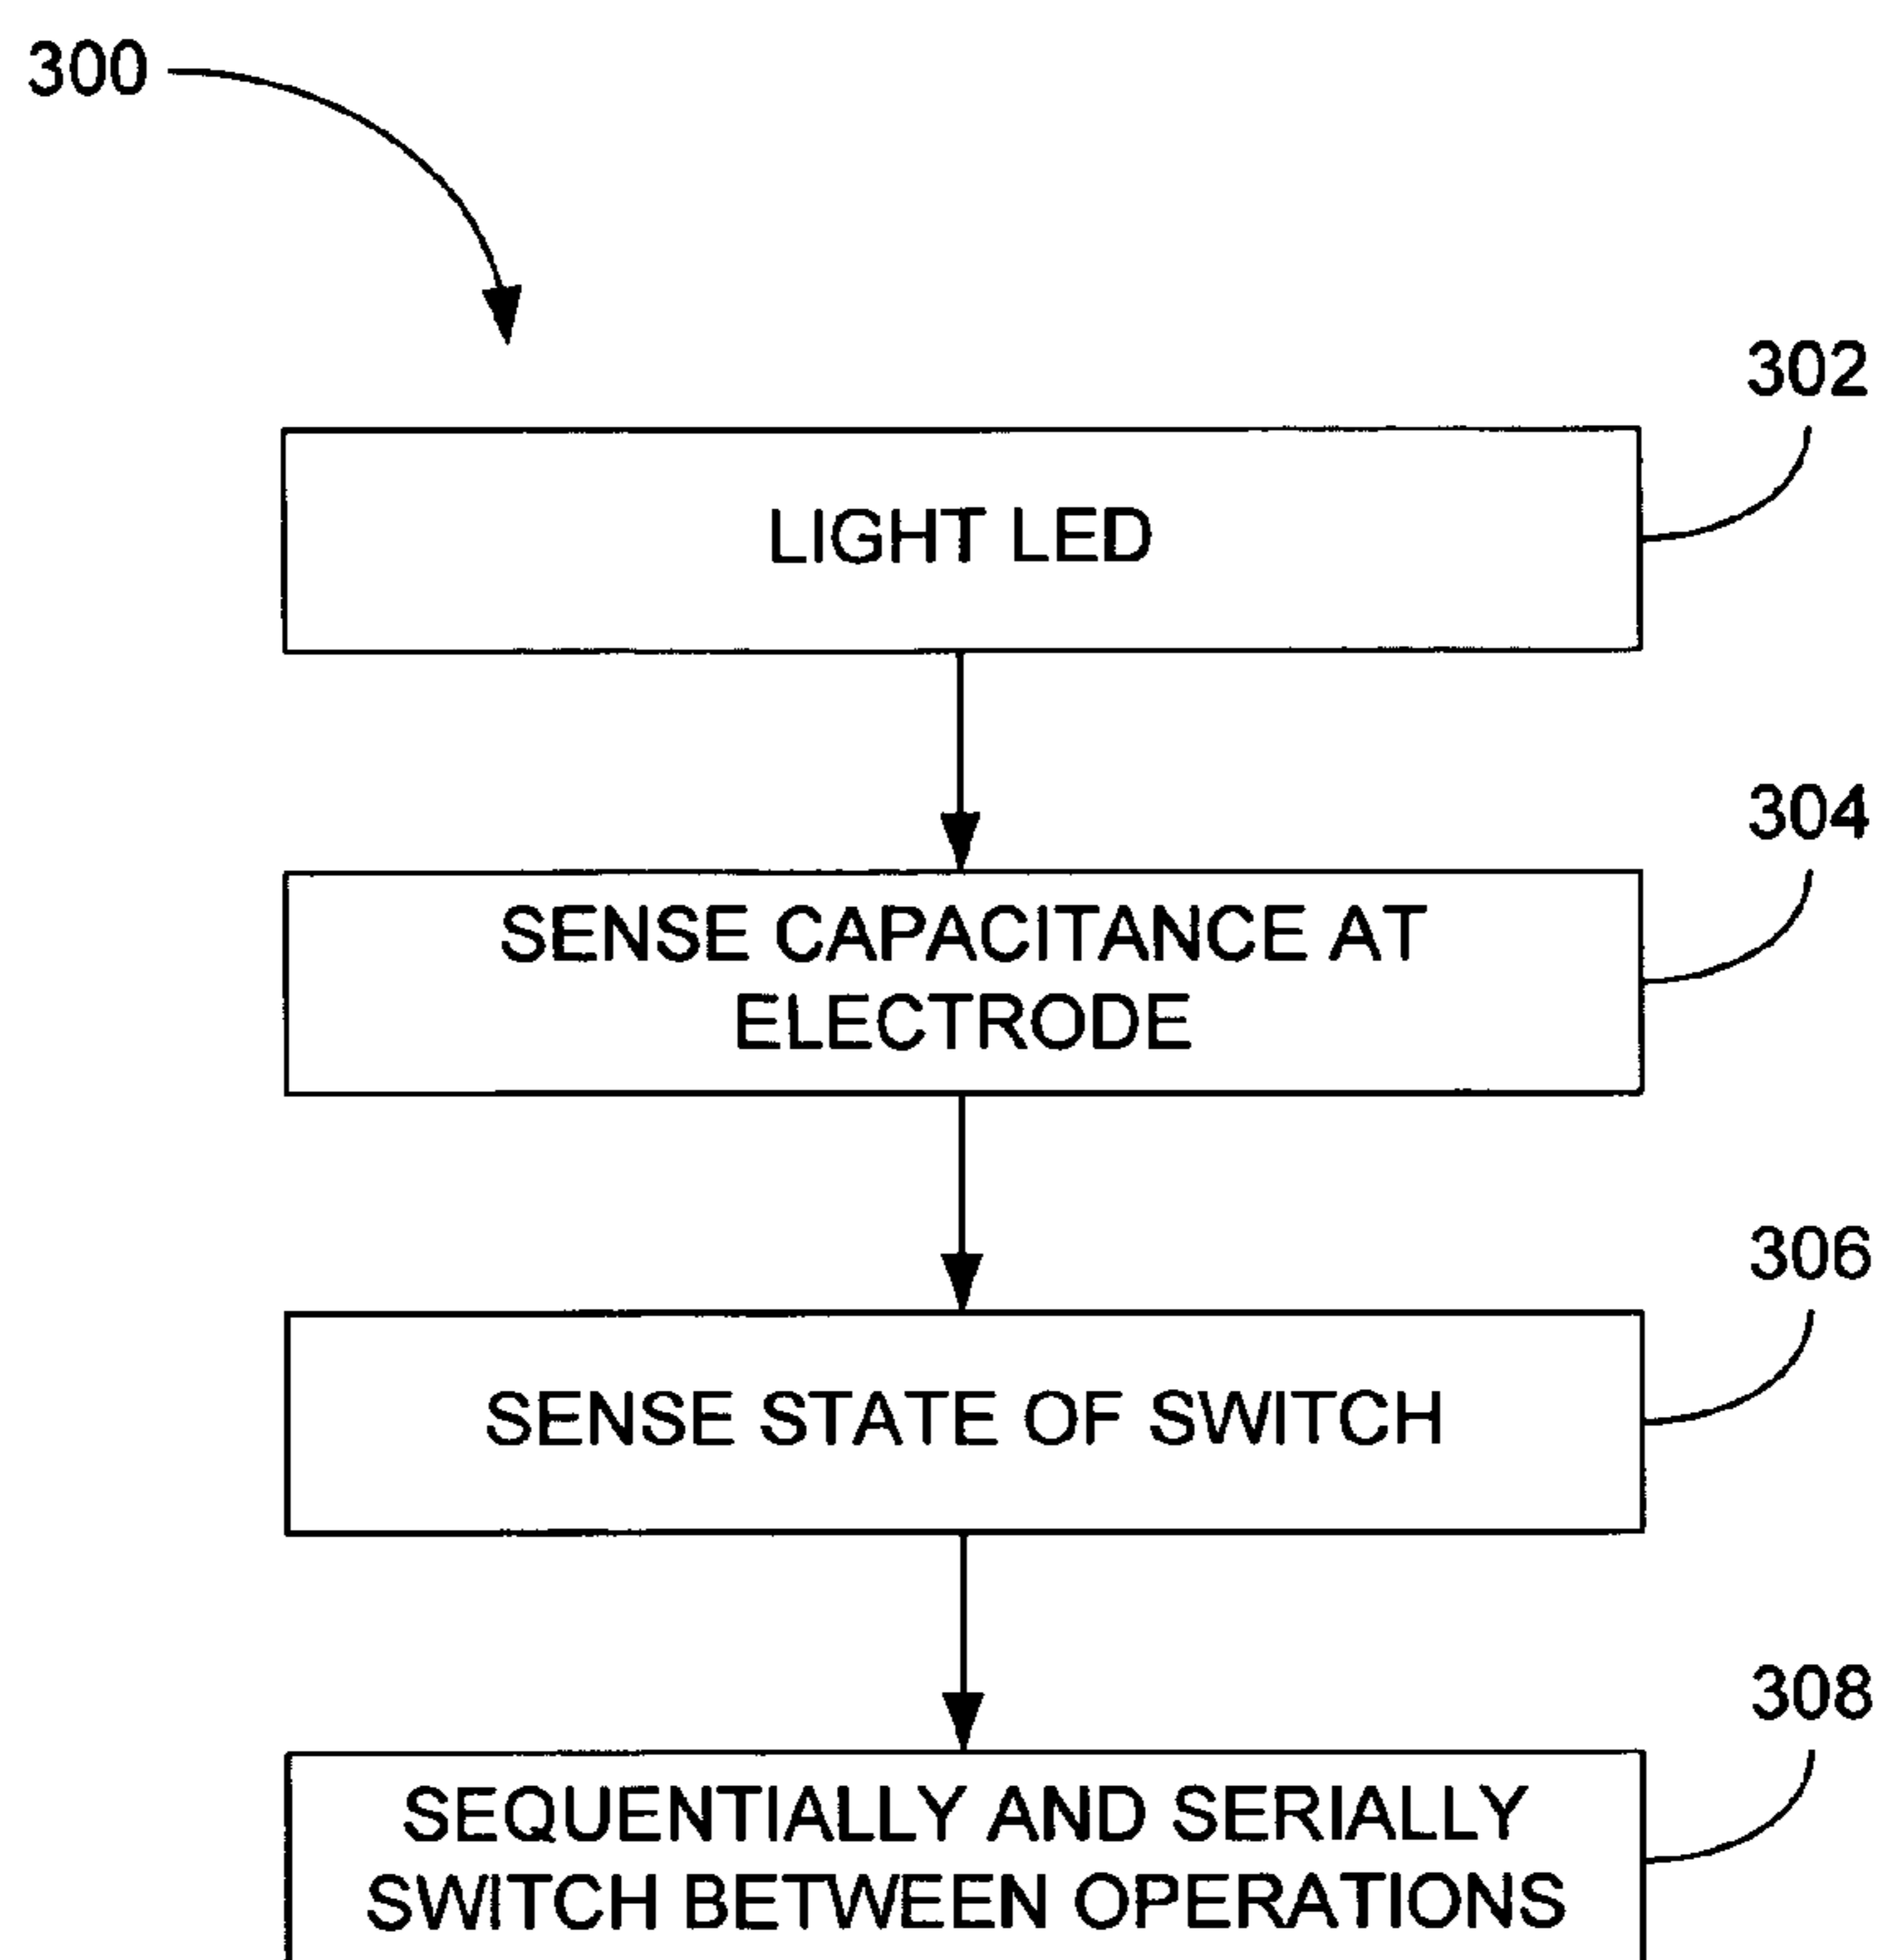 300
302
LIGHT LED
304
SENSE CAPACITANCE AT
ELECTRODE
306
SENSE STATE OF SWITCH
308
SEQUENTIALLY AND SERIALLY
SWITCH BETWEEN OPERATIONS